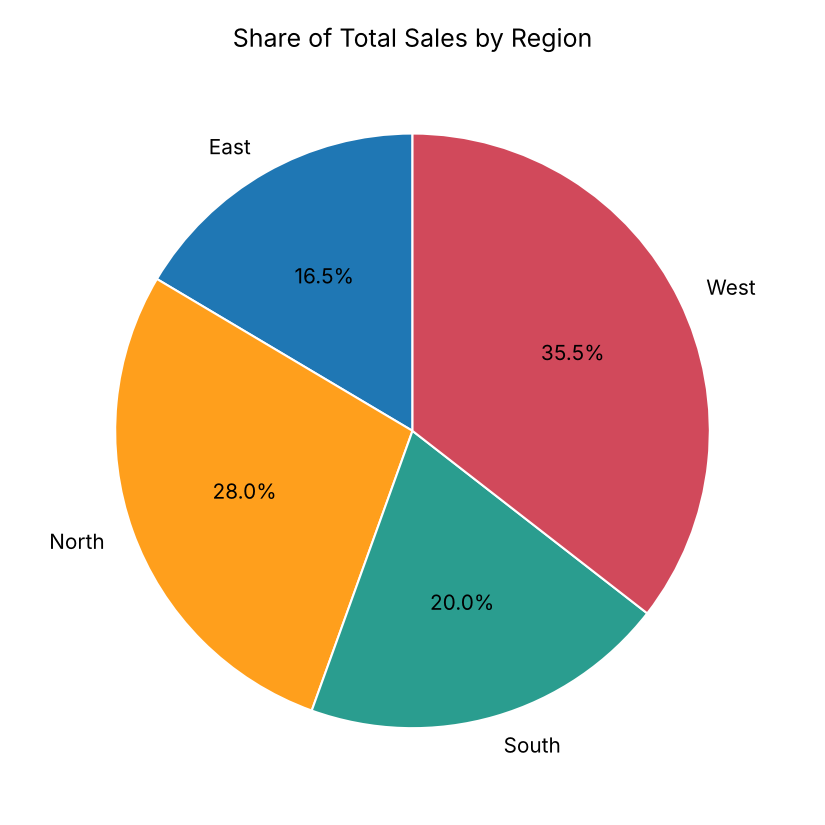 Share of Total Sales by Region
East
West
16.5%
35.5%
28.0%
North
20.0%
South